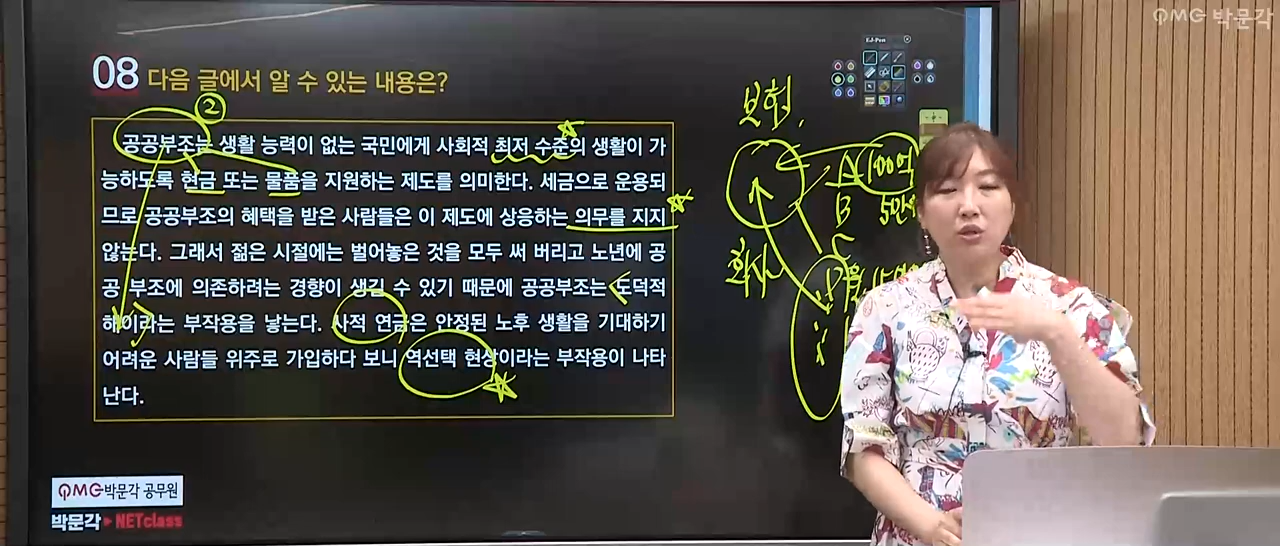 PMG 박문각
EJ-Pen
08 다음 글에서 알 수 있는 내용은?
②
공공부조는 생활 능력이 없는 국민에게 사회적 최저 수준의 생활이 가
능하도록 현금 또는 물품을 지원하는 제도를 의미한다. 세금으로 운용되
므로 공공부조의 혜택을 받은 사람들은 이 제도에 상응하는 의무를 지지
않는다. 그래서 젊은 시절에는 벌어놓은 것을 모두 써 버리고 노년에 공
공 부조에 의존하려는 경향이 생길 수 있기 때문에 공공부조는 도덕적
해이라는 부작용을 낳는다. 사적 연금은 안정된 노후 생활을 기대하기
어려운 사람들 위주로 가입하다 보니 역선택 현상이라는 부작용이 나타
난다.
보험
A 100억
B 5만
C
회사
PMG 박문각 공무원
박문각 NETclass